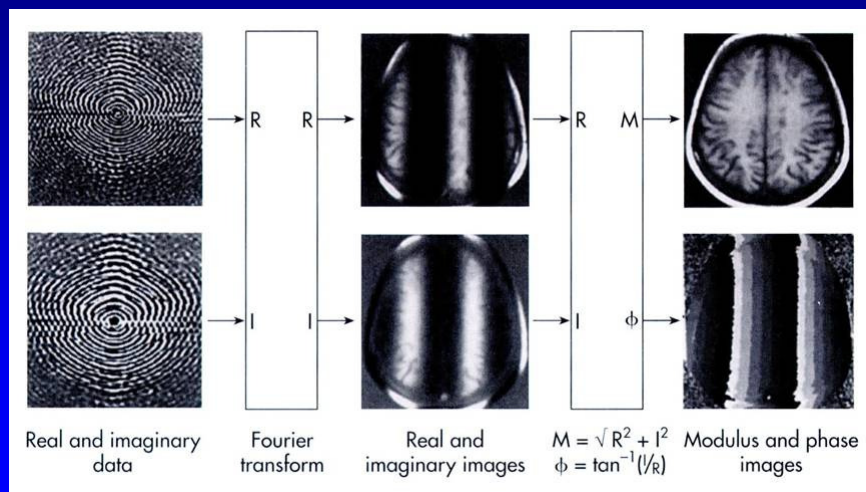 R R R M
I I I ϕ
Real and imaginary
data
Fourier
transform
Real and
imaginary images
M = √R² + I²
ϕ = tan⁻¹(I/R)
Modulus and phase
images